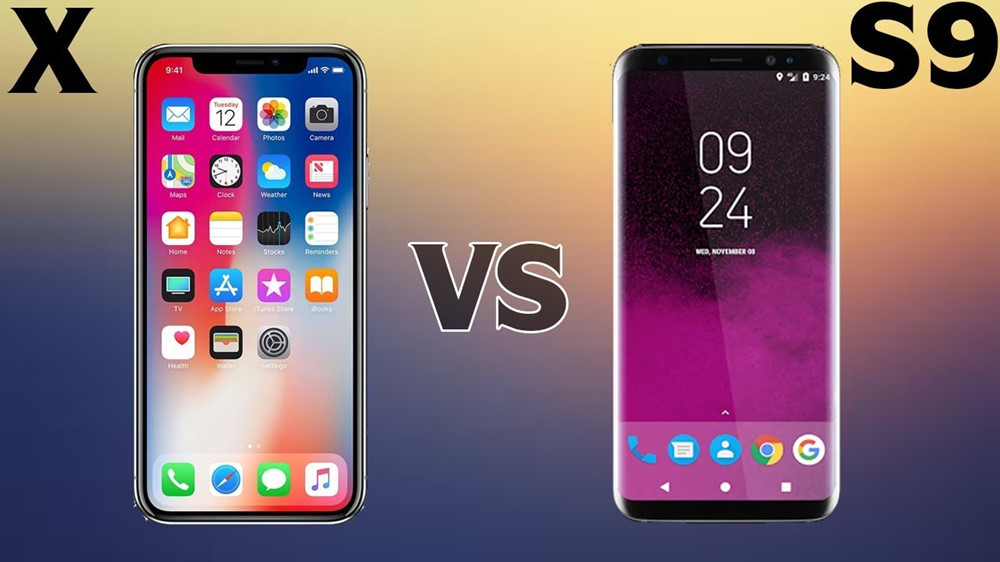 X
S9
VS
9:41
Mail
Tuesday
12
Calendar
Photos
Camera
Maps
Clock
Weather
News
Home
Notes
Stocks
Reminders
TV
App Store
iTunes Store
iBooks
Health
Wallet
Settings
9:24
09
24
WED, NOVEMBER 08
G